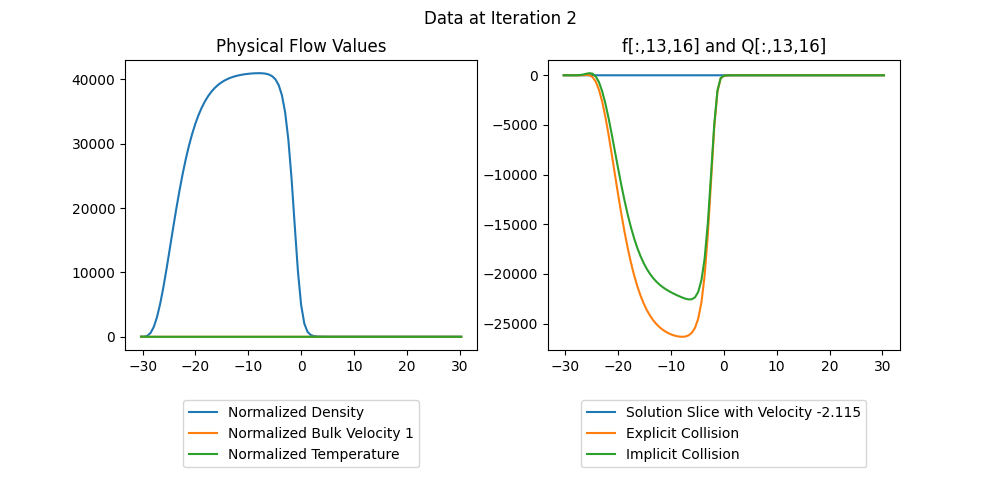 Data at Iteration 2
Physical Flow Values
40000
30000
20000
10000
0
−30 −20 −10 0 10 20 30
Normalized Density
Normalized Bulk Velocity 1
Normalized Temperature
f[:,13,16] and Q[:,13,16]
0
−5000
−10000
−15000
−20000
−25000
−30 −20 −10 0 10 20 30
Solution Slice with Velocity -2.115
Explicit Collision
Implicit Collision